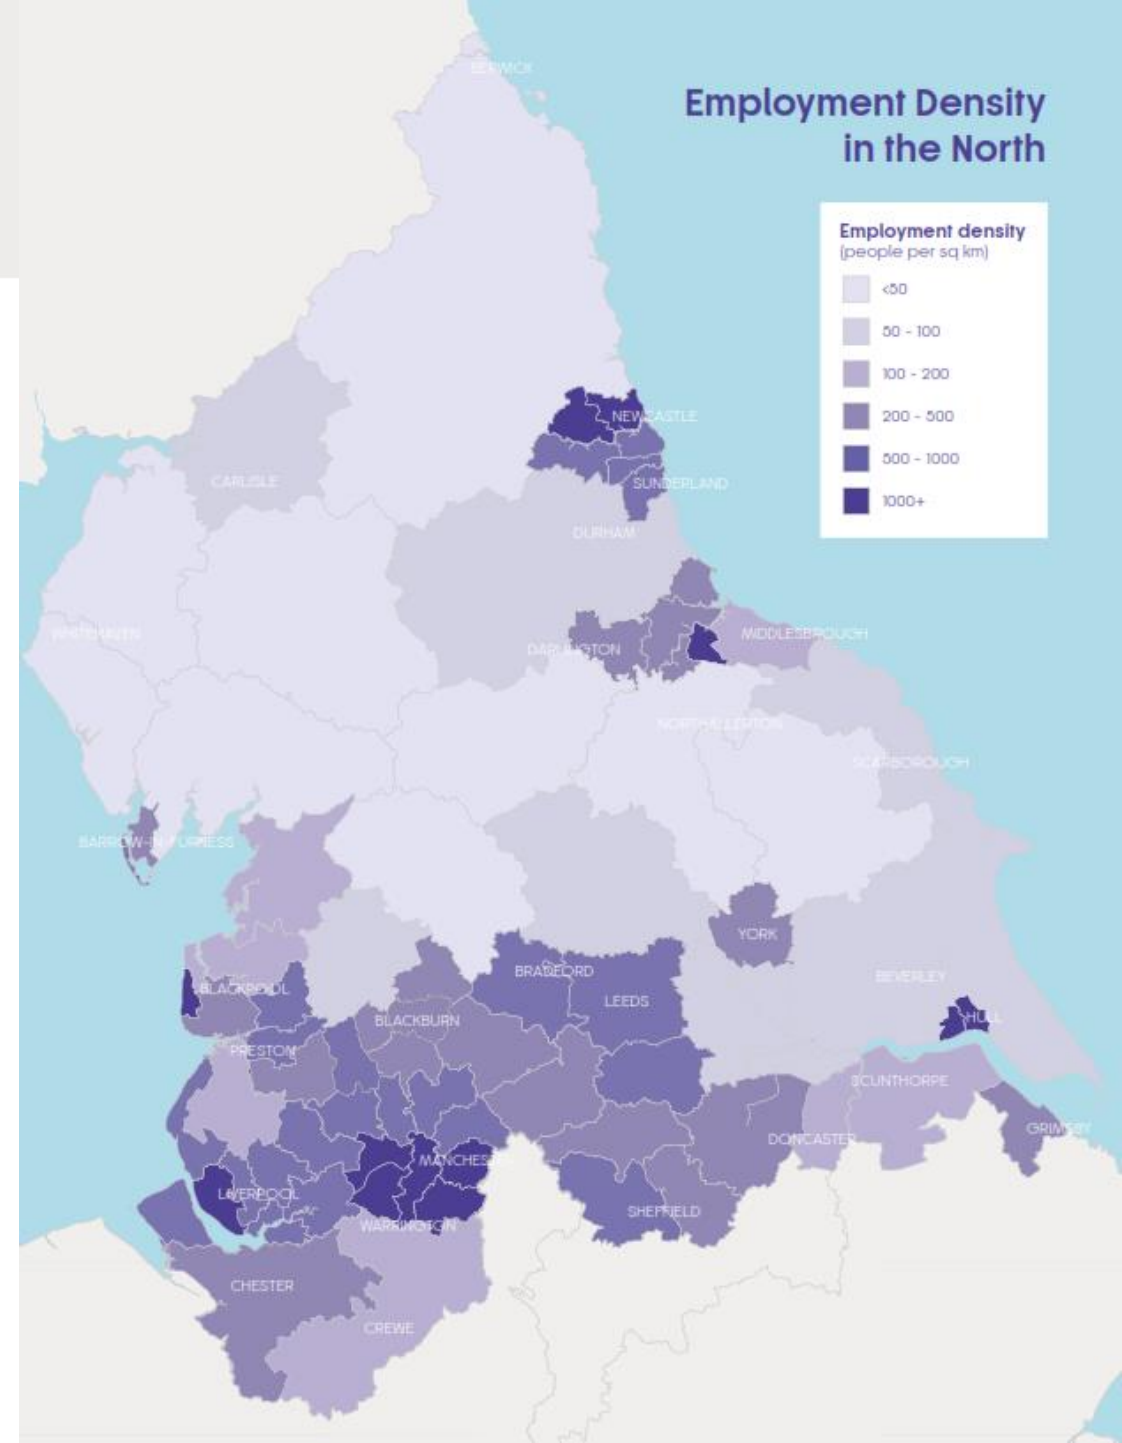 BERWICK
Employment Density
in the North
Employment density
(people per sq km)
<50
50 - 100
100 - 200
200 - 500
500 - 1000
1000+
NEWCASTLE
CARLISLE
SUNDERLAND
DURHAM
WHITEHAVEN
MIDDLESBROUGH
DARLINGTON
NORTHALLERTON
SCARBOROUGH
BARROW-IN-FURNESS
YORK
BRADFORD
BEVERLEY
BLACKPOOL
LEEDS
HULL
BLACKBURN
PRESTON
SCUNTHORPE
GRIMSBY
DONCASTER
MANCHESTER
LIVERPOOL
SHEFFIELD
WARRINGTON
CHESTER
CREWE